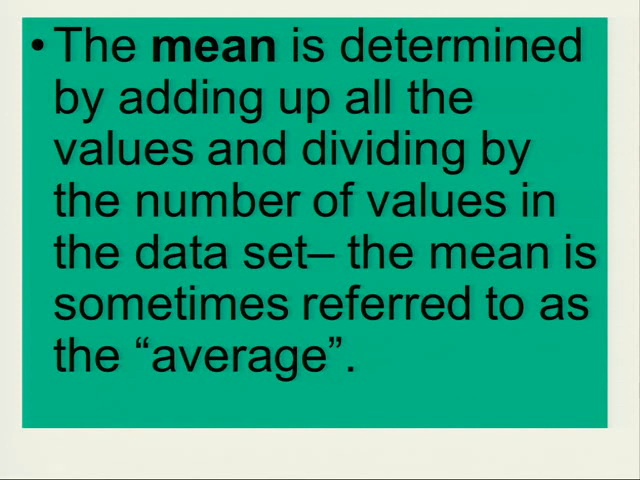 • The mean is determined
by adding up all the
values and dividing by
the number of values in
the data set– the mean is
sometimes referred to as
the “average”.